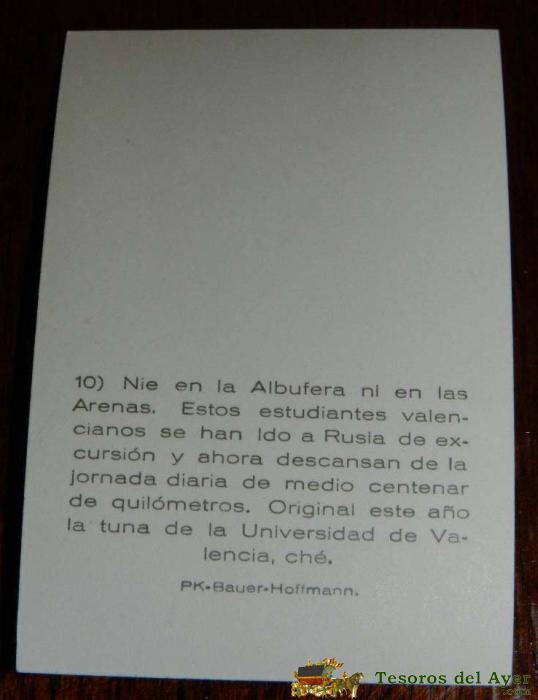 10) Nie en la Albufera ni en las
Arenas. Estos estudiantes valen-
cianos se han ido a Rusia de ex-
cursión y ahora descansan de la
jornada diaria de medio centenar
de quilómetros. Original este año
la tuna de la Universidad de Va-
lencia, ché.
PK-Bauer-Hoffmann.
Tesoros del Ayer
.com